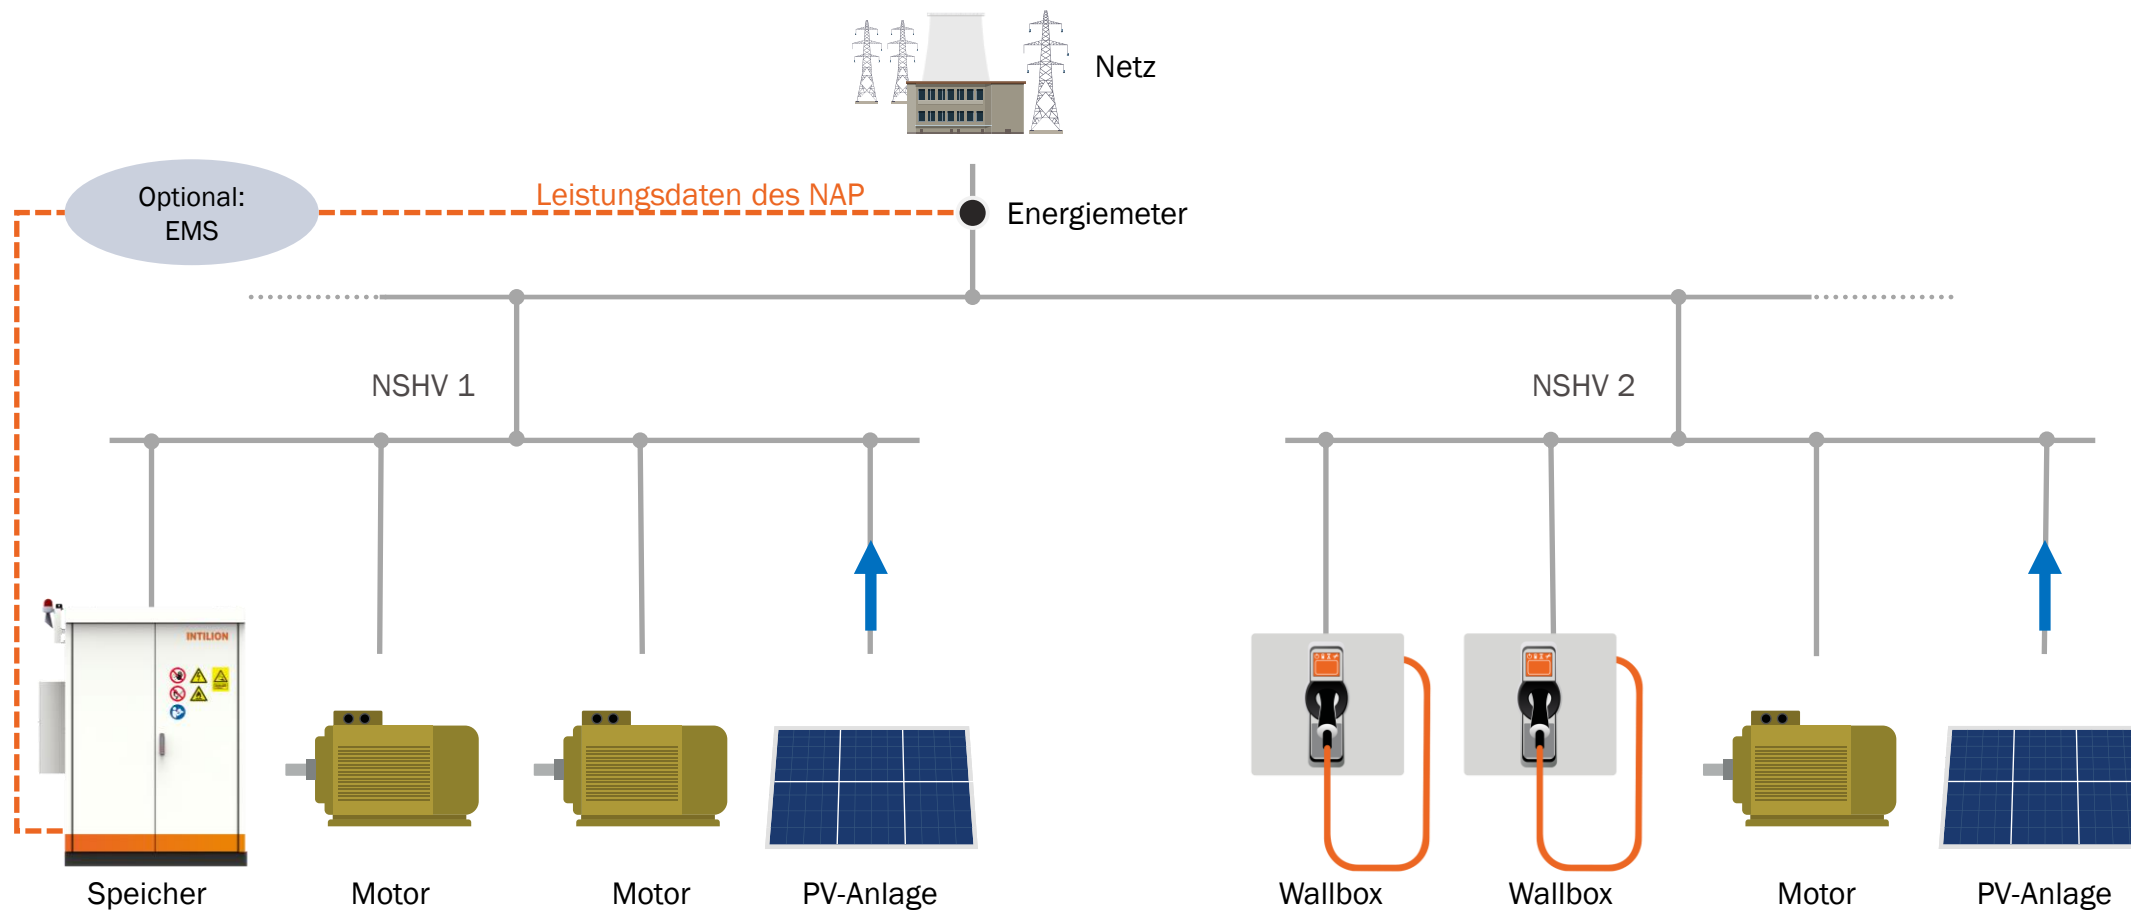 Netz
Optional:
EMS
Leistungsdaten des NAP
Energiemeter
NSHV 1
NSHV 2
INTILION
Speicher
Motor
Motor
PV-Anlage
Wallbox
Wallbox
Motor
PV-Anlage